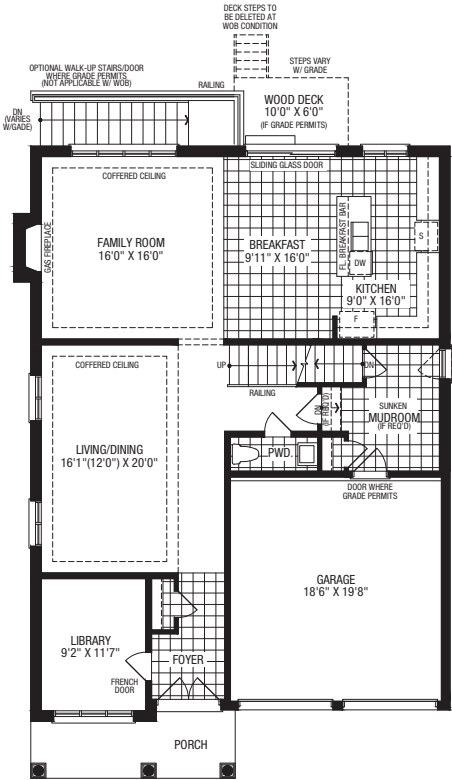 DECK STEPS TO
BE DELETED AT
WOB CONDITION
STEPS VARY
W/ GRADE
OPTIONAL WALK-UP STAIRS/DOOR
WHERE GRADE PERMITS
(NOT APPLICABLE W/ WOB)
RAILING
DN
(VARIES
W/GADE)
WOOD DECK
10'0" X 6'0"
(IF GRADE PERMITS)
COFFERED CEILING
SLIDING GLASS DOOR
GAS FIREPLACE
FAMILY ROOM
16'0" X 16'0"
BREAKFAST
9'11" X 16'0"
FL. BREAKFAST BAR
DW
S
KITCHEN
9'0" X 16'0"
F
COFFERED CEILING
UP
DN
RAILING
DN
(IF REQ'D)
SUNKEN
MUDROOM
(IF REQ'D)
LIVING/DINING
16'1"(12'0") X 20'0"
PWD.
DOOR WHERE
GRADE PERMITS
GARAGE
18'6" X 19'8"
LIBRARY
9'2" X 11'7"
FRENCH
DOOR
FOYER
PORCH